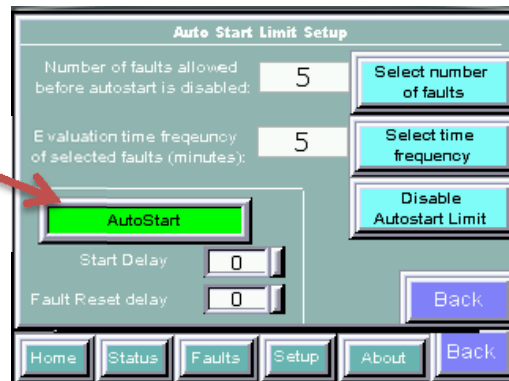 Auto Start Limit Setup
Number of faults allowed
before autostart is disabled:
5
Select number
of faults
Evaluation time freqeuncy
of selected faults (minutes):
5
Select time
frequency
Disable
Autostart Limit
AutoStart
Start Delay
0
Fault Reset delay
0
Back
Home
Status
Faults
Setup
About
Back